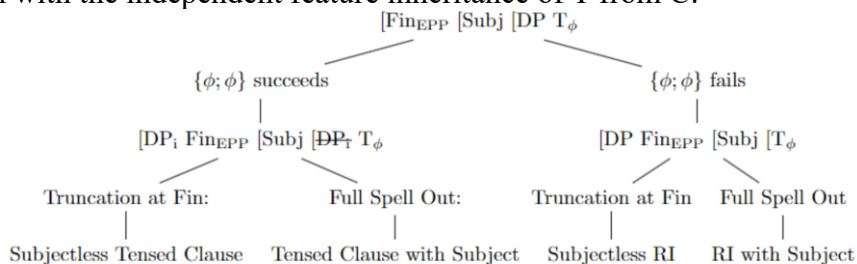 with the independent feature inheritance of T from C.
[Fin_EPP [Subj [DP T_ϕ
{ϕ; ϕ} succeeds {ϕ; ϕ} fails
[DP_i Fin_EPP [Subj [DP_i T_ϕ [DP Fin_EPP [Subj [T_ϕ
Truncation at Fin: Full Spell Out: Truncation at Fin Full Spell Out
Subjectless Tensed Clause Tensed Clause with Subject Subjectless RI RI with Subject